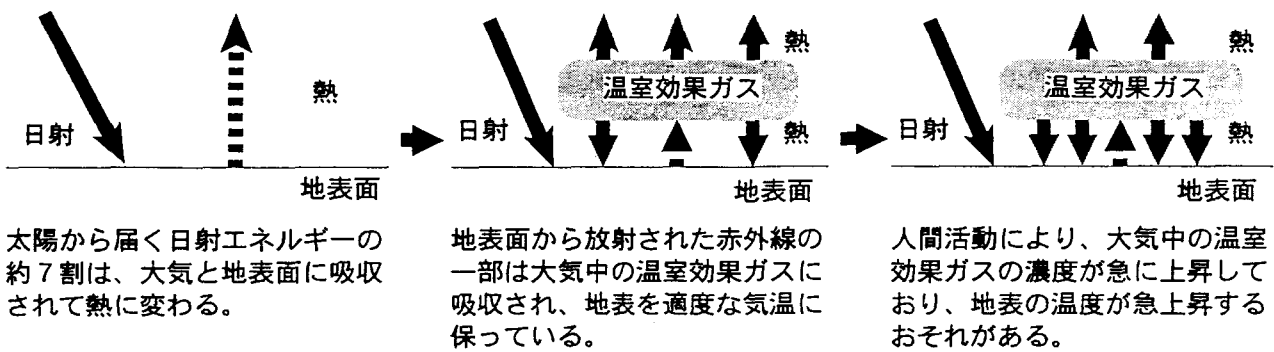 熱
日射
地表面
太陽から届く日射エネルギーの
約7割は、大気と地表面に吸収
されて熱に変わる。
熱
温室効果ガス
日射
熱
地表面
地表面から放射された赤外線の
一部は大気中の温室効果ガスに
吸収され、地表を適度な気温に
保っている。
熱
温室効果ガス
日射
熱
地表面
人間活動により、大気中の温室
効果ガスの濃度が急に上昇して
おり、地表の温度が急上昇する
おそれがある。